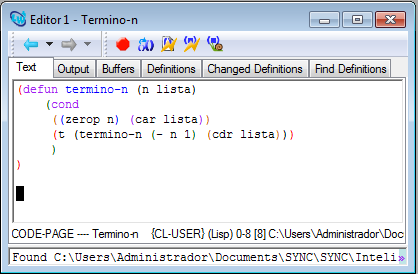 Editor 1 - Termino-n
Text Output Buffers Definitions Changed Definitions Find Definitions
(defun termino-n (n lista)
(cond
((zerop n) (car lista))
(t (termino-n (- n 1) (cdr lista)))
)
)
CODE-PAGE ---- Termino-n {CL-USER} (Lisp) 0-8 [8] C:\Users\Administrador\Doc
Found C:\Users\Administrador\Documents\SYNC\SYNC\Inteli»